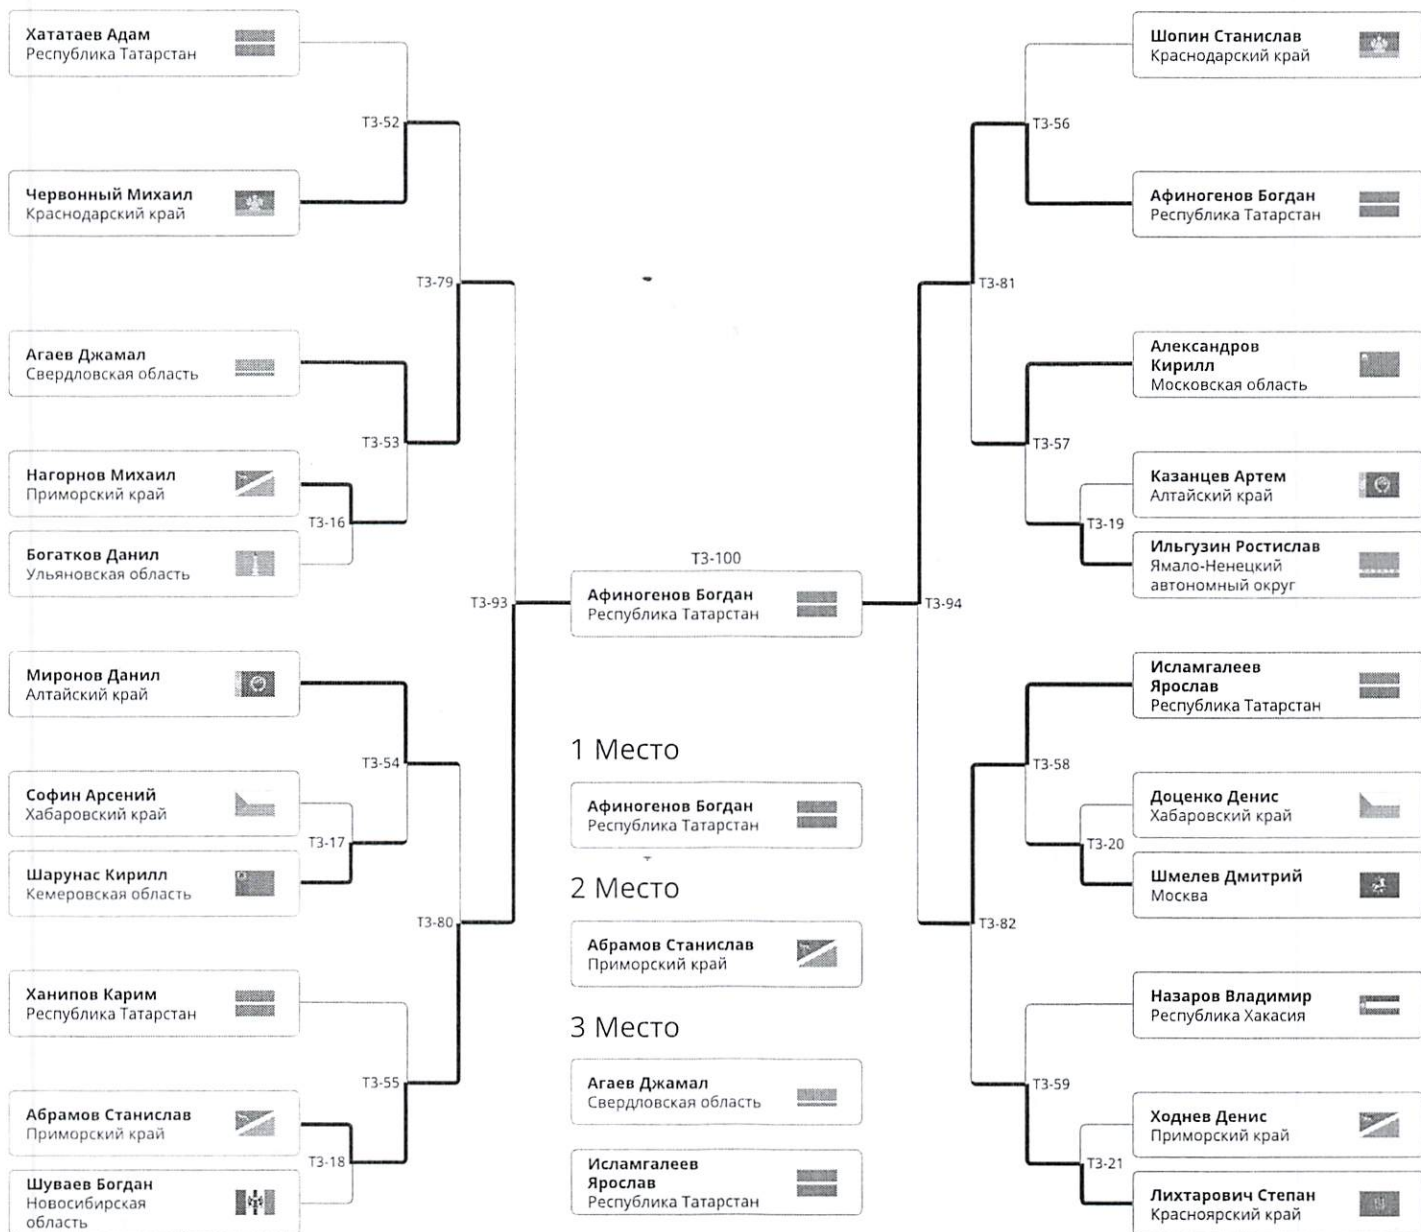 Хататаев Адам
Республика Татарстан
Т3-52
Червонный Михаил
Краснодарский край
Т3-79
Агаев Джамал
Свердловская область
Т3-53
Нагорнов Михаил
Приморский край
Т3-16
Богатков Данил
Ульяновская область
Т3-93
Миронов Данил
Алтайский край
Т3-54
Софин Арсений
Хабаровский край
Т3-17
Шарунас Кирилл
Кемеровская область
Т3-80
Ханипов Карим
Республика Татарстан
Т3-55
Абрамов Станислав
Приморский край
Т3-18
Шуваев Богдан
Новосибирская
область
Т3-100
Афиногенов Богдан
Республика Татарстан
1 Место
Афиногенов Богдан
Республика Татарстан
2 Место
Абрамов Станислав
Приморский край
3 Место
Агаев Джамал
Свердловская область
Исламгалеев
Ярослав
Республика Татарстан
Шопин Станислав
Краснодарский край
Т3-56
Афиногенов Богдан
Республика Татарстан
Т3-81
Александров
Кирилл
Московская область
Т3-57
Казанцев Артем
Алтайский край
Т3-19
Ильгузин Ростислав
Ямало-Ненецкий
автономный округ
Т3-94
Исламгалеев
Ярослав
Республика Татарстан
Т3-58
Доценко Денис
Хабаровский край
Т3-20
Шмелев Дмитрий
Москва
Т3-82
Назаров Владимир
Республика Хакасия
Т3-59
Ходнев Денис
Приморский край
Т3-21
Лихтарович Степан
Красноярский край